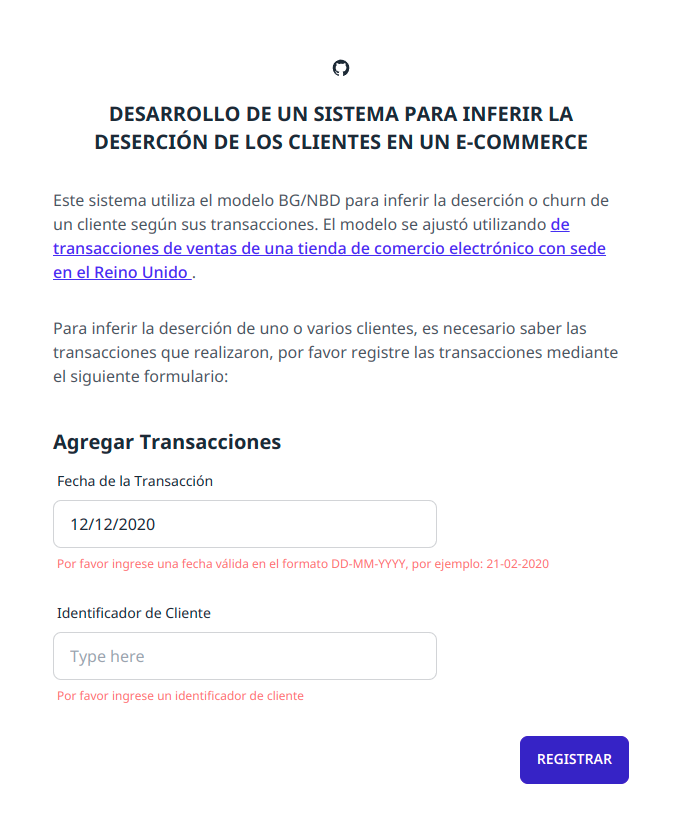 DESARROLLO DE UN SISTEMA PARA INFERIR LA
DESERCIÓN DE LOS CLIENTES EN UN E-COMMERCE
Este sistema utiliza el modelo BG/NBD para inferir la deserción o churn de
un cliente según sus transacciones. El modelo se ajustó utilizando de
transacciones de ventas de una tienda de comercio electrónico con sede
en el Reino Unido .
Para inferir la deserción de uno o varios clientes, es necesario saber las
transacciones que realizaron, por favor registre las transacciones mediante
el siguiente formulario:
Agregar Transacciones
Fecha de la Transacción
12/12/2020
Por favor ingrese una fecha válida en el formato DD-MM-YYYY, por ejemplo: 21-02-2020
Identificador de Cliente
Type here
Por favor ingrese un identificador de cliente
REGISTRAR